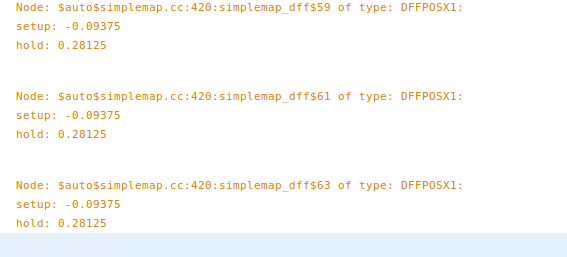 Node: $auto$simplemap.cc:420:simplemap_dff$59 of type: DFFPOSX1:
setup: -0.09375
hold: 0.28125
Node: $auto$simplemap.cc:420:simplemap_dff$61 of type: DFFPOSX1:
setup: -0.09375
hold: 0.28125
Node: $auto$simplemap.cc:420:simplemap_dff$63 of type: DFFPOSX1:
setup: -0.09375
hold: 0.28125